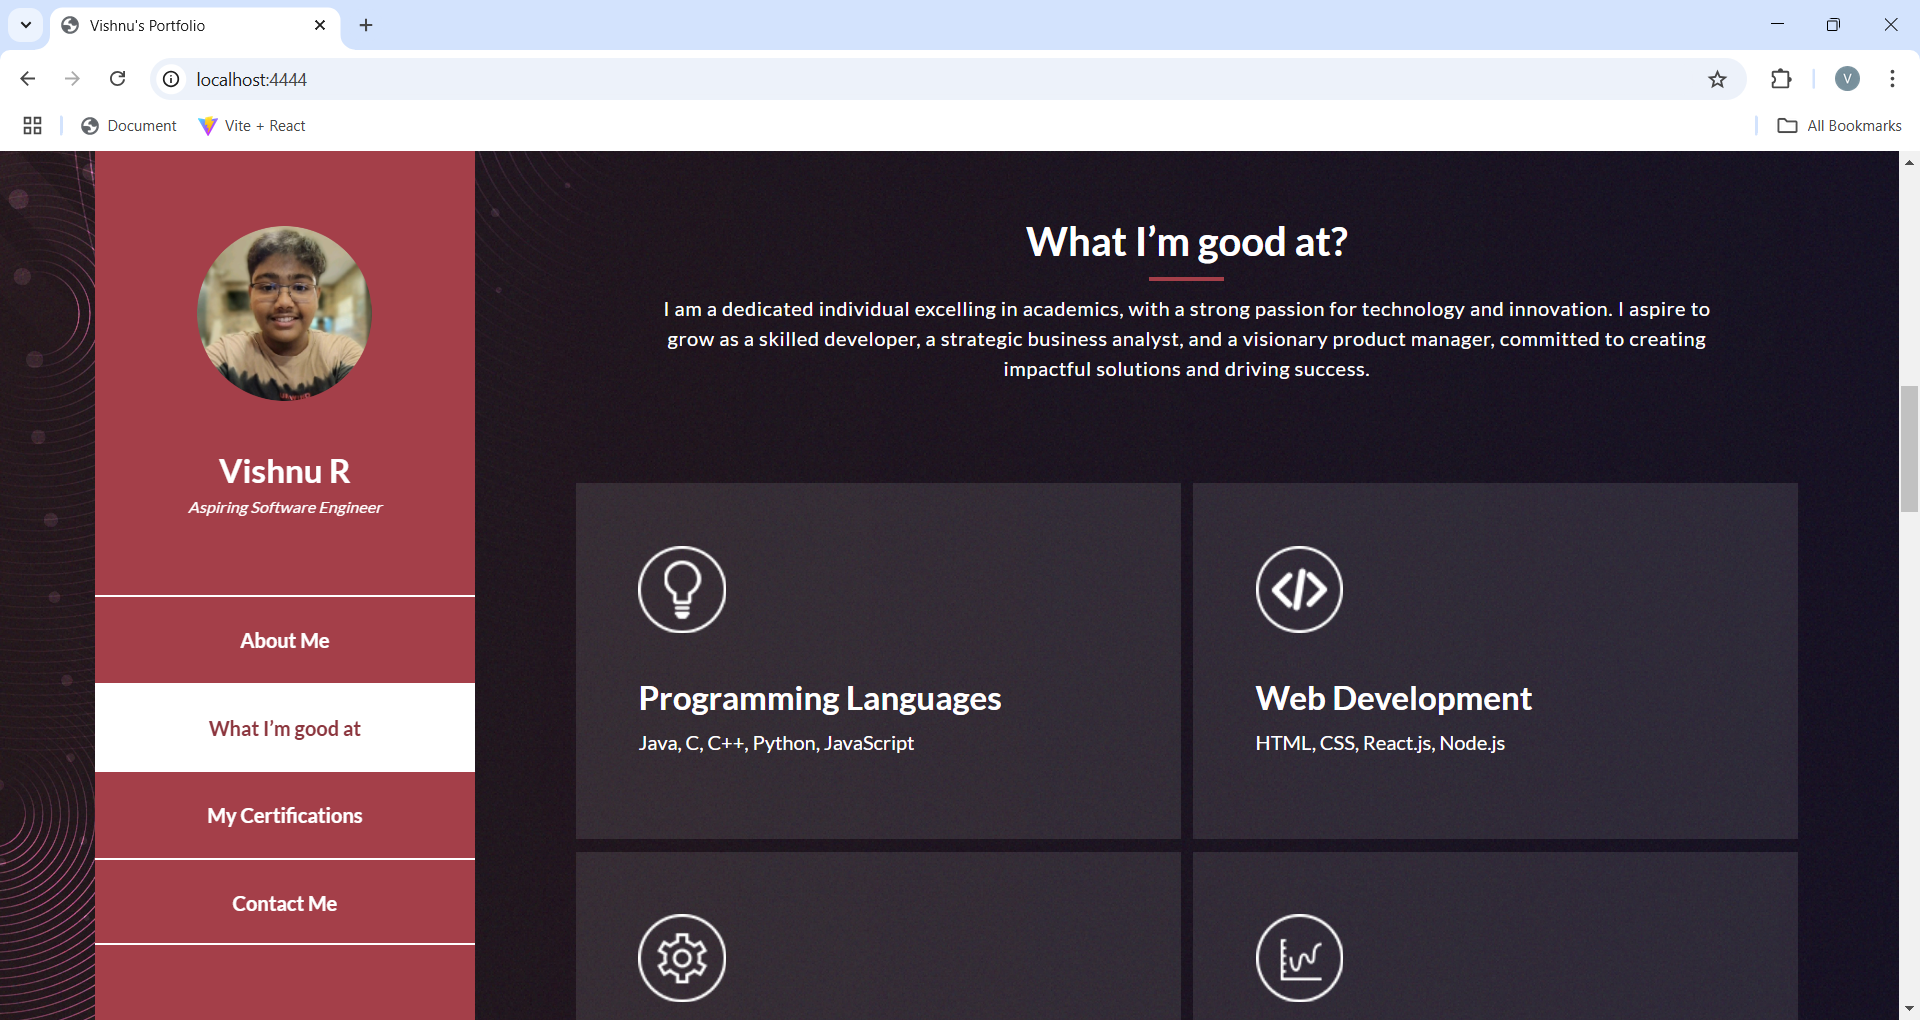 Vishnu's Portfolio
localhost:4444
V
Document
Vite + React
All Bookmarks
Vishnu R
Aspiring Software Engineer
About Me
What I’m good at
My Certifications
Contact Me
What I’m good at?
I am a dedicated individual excelling in academics, with a strong passion for technology and innovation. I aspire to
grow as a skilled developer, a strategic business analyst, and a visionary product manager, committed to creating
impactful solutions and driving success.
Programming Languages
Java, C, C++, Python, JavaScript
Web Development
HTML, CSS, React.js, Node.js